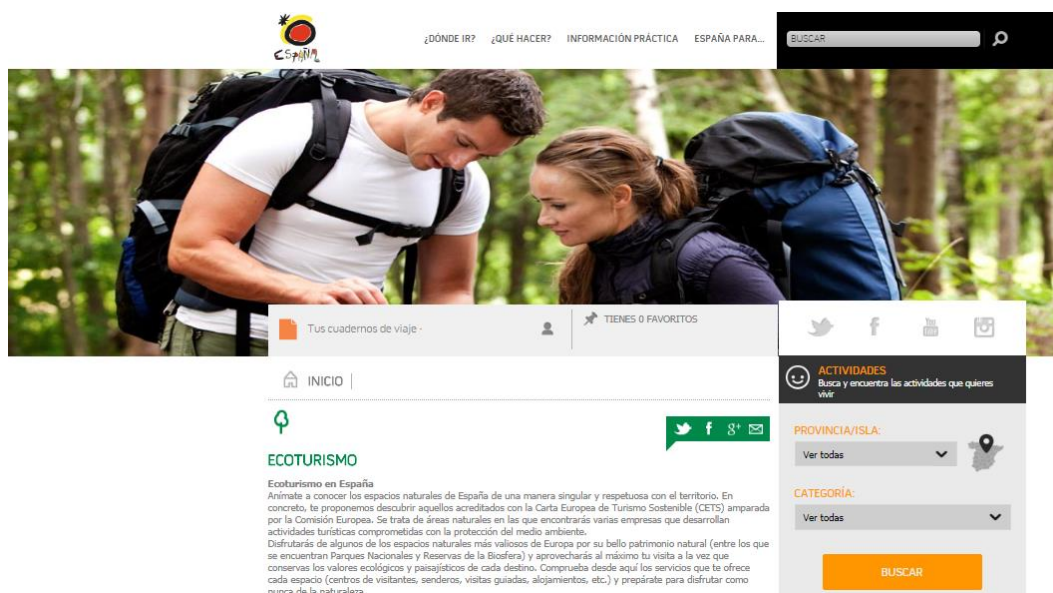 ESPAÑA
¿DÓNDE IR?
¿QUÉ HACER?
INFORMACIÓN PRÁCTICA
ESPAÑA PARA...
BUSCAR
Tus cuadernos de viaje ·
TIENES 0 FAVORITOS
You Tube
INICIO
ACTIVIDADES
Busca y encuentra las actividades que quieres
vivir
ECOTURISMO
Ecoturismo en España
Anímate a conocer los espacios naturales de España de una manera singular y respetuosa con el territorio. En
concreto, te proponemos descubrir aquellos acreditados con la Carta Europea de Turismo Sostenible (CETS) amparada
por la Comisión Europea. Se trata de áreas naturales en las que encontrarás varias empresas que desarrollan
actividades turísticas comprometidas con la protección del medio ambiente.
Disfrutarás de algunos de los espacios naturales más valiosos de Europa por su bello patrimonio natural (entre los que
se encuentran Parques Nacionales y Reservas de la Biosfera) y aprovecharás al máximo tu visita a la vez que
conservas los valores ecológicos y paisajísticos de cada destino. Comprueba desde aquí los servicios que te ofrece
cada espacio (centros de visitantes, senderos, visitas guiadas, alojamientos, etc.) y prepárate para disfrutar como
nunca de la naturaleza.
PROVINCIA/ISLA:
Ver todas
CATEGORÍA:
Ver todas
BUSCAR